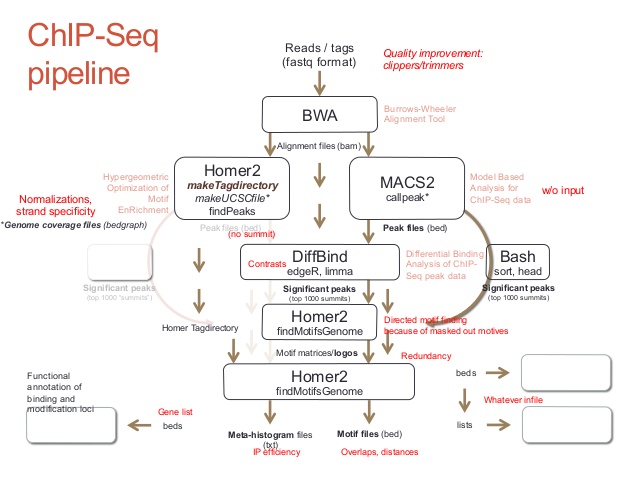 ChIP-Seq
pipeline
Reads / tags
(fastq format)
Quality improvement:
clippers/trimmers
BWA
Burrows-Wheeler
Alignment Tool
Alignment files (bam)
Hypergeometric
Optimization of
Motif
EnRichment
Homer2
makeTagdirectory
makeUCSCfile*
findPeaks
MACS2
callpeak*
Model Based
Analysis for
ChIP-Seq data
w/o input
Normalizations,
strand specificity
*Genome coverage files (bedgraph)
Peak files (bed)
(no summit)
Peak files (bed)
Contrasts
DiffBind
edgeR, limma
Differential Binding
Analysis of ChIP-
Seq peak data
Bash
sort, head
Significant peaks
(top 1000 "summits")
Significant peaks
(top 1000 summits)
Significant peaks
(top 1000 summits)
Homer Tagdirectory
Homer2
findMotifsGenome
Directed motif finding
because of masked out motives
Motif matrices/logos
Redundancy
Homer2
findMotifsGenome
Functional
annotation of
binding and
modification loci
Gene list
beds
beds
Whatever infile
lists
Meta-histogram files
(txt)
IP efficiency
Motif files (bed)
Overlaps, distances